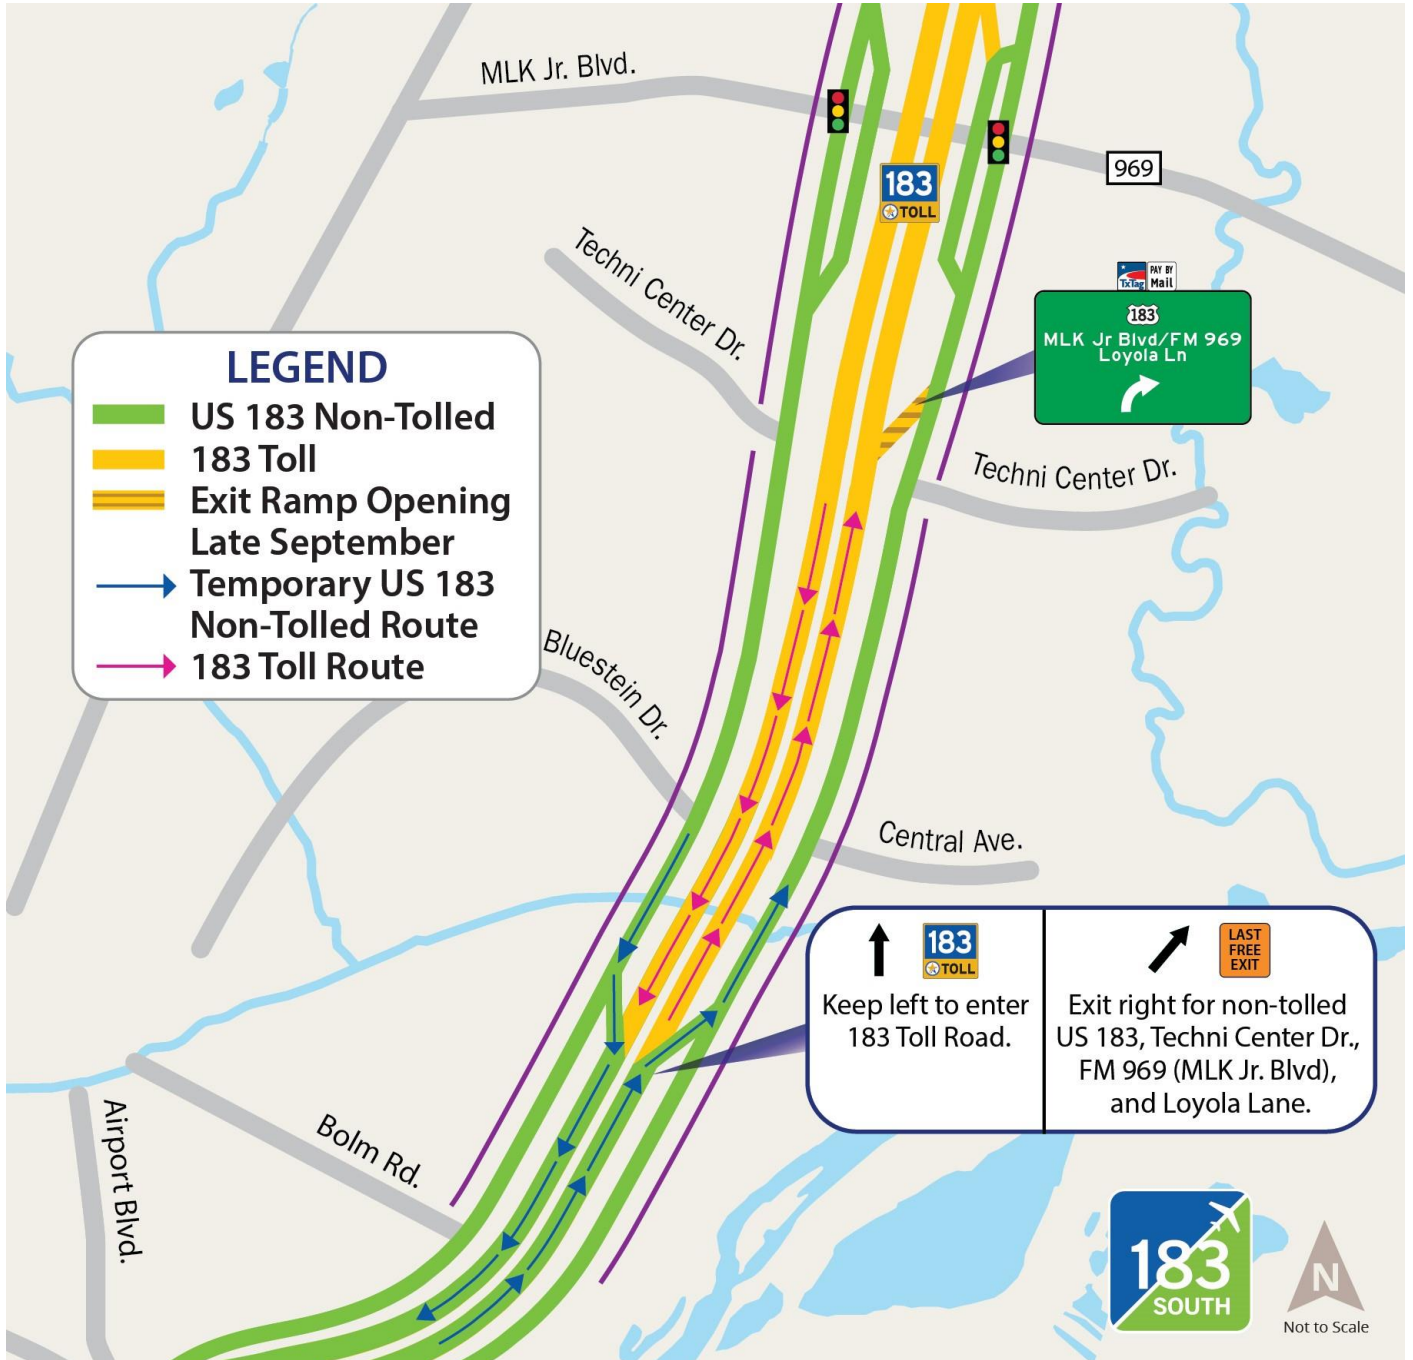 MLK Jr. Blvd.
969
183
TOLL
Techni Center Dr.
TxTag
PAY BY
Mail
183
MLK Jr Blvd/FM 969
Loyola Ln
LEGEND
US 183 Non-Tolled
183 Toll
Exit Ramp Opening
Late September
Temporary US 183
Non-Tolled Route
183 Toll Route
Techni Center Dr.
Bluestein Dr.
Central Ave.
183
TOLL
Keep left to enter
183 Toll Road.
LAST
FREE
EXIT
Exit right for non-tolled
US 183, Techni Center Dr.,
FM 969 (MLK Jr. Blvd),
and Loyola Lane.
Airport Blvd.
Bolm Rd.
183
SOUTH
N
Not to Scale